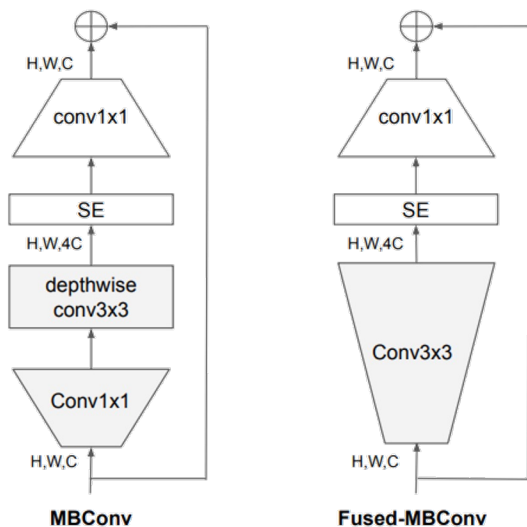 H,W,C
conv1x1
SE
H,W,4C
depthwise
conv3x3
Conv1x1
H,W,C
MBConv
H,W,C
conv1x1
SE
H,W,4C
Conv3x3
H,W,C
Fused-MBConv